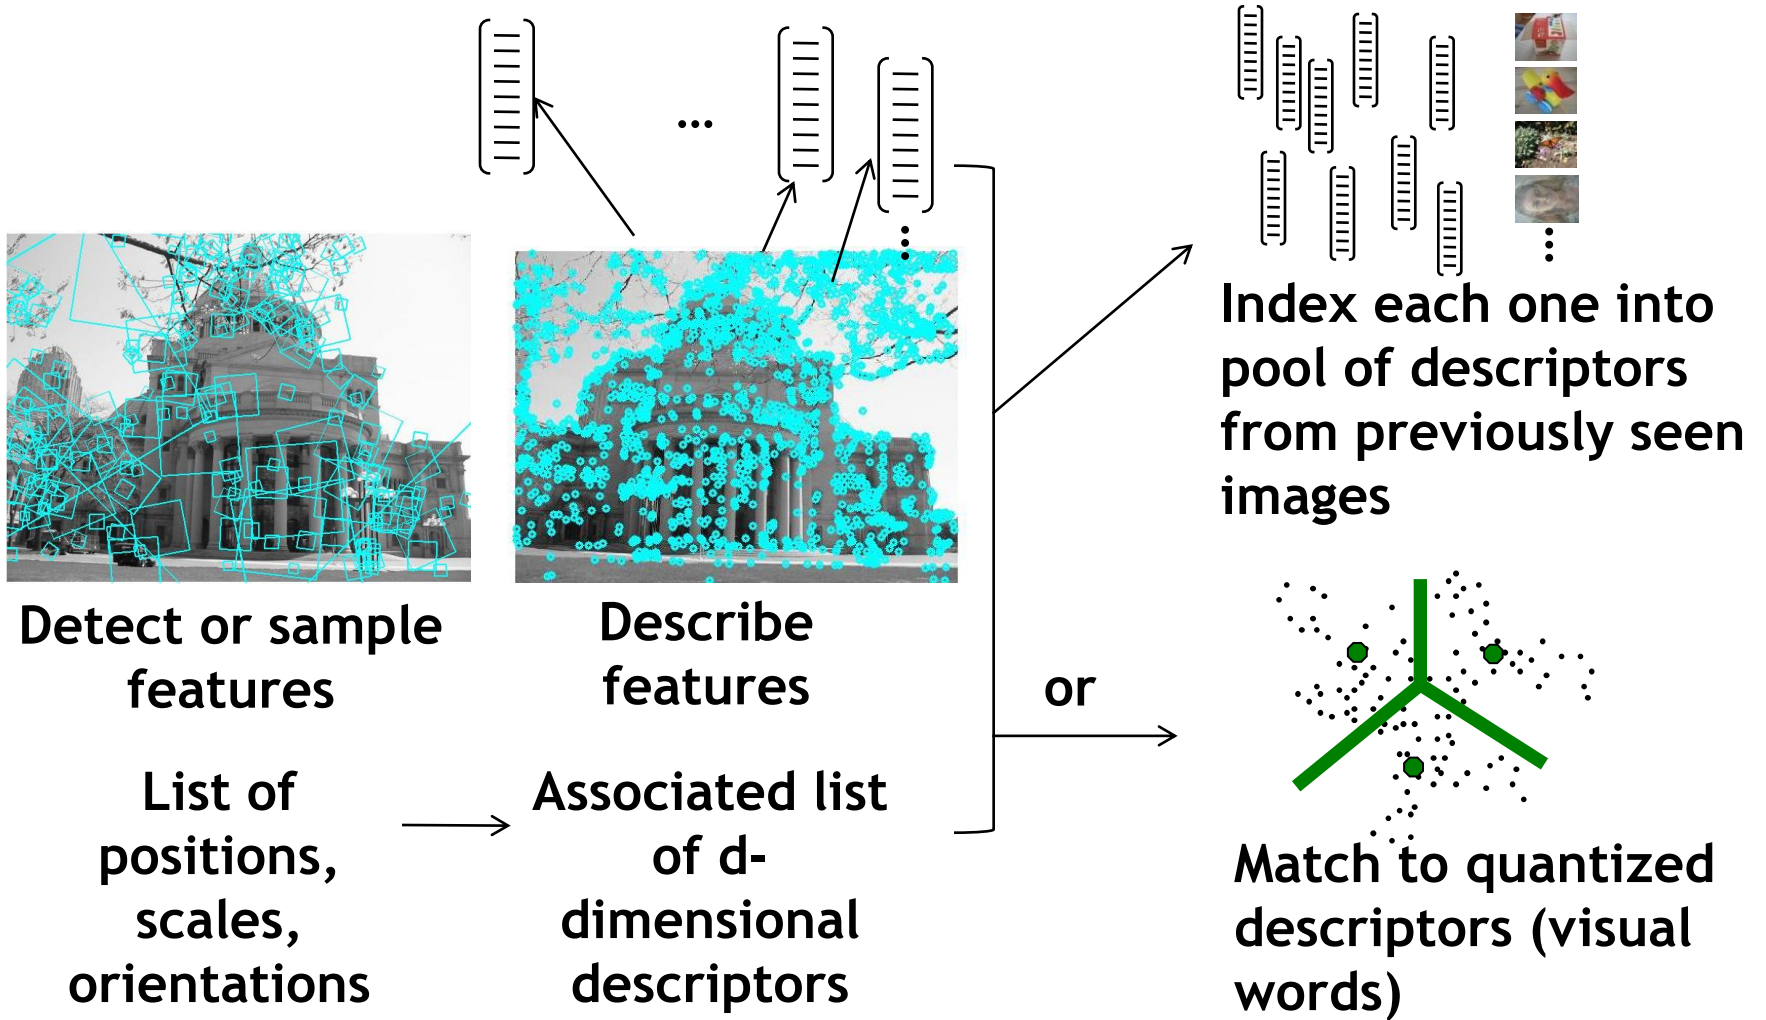 Detect or sample
features
List of
positions,
scales,
orientations
Describe
features
Associated list
of d-
dimensional
descriptors
...
or
Index each one into
pool of descriptors
from previously seen
images
Match to quantized
descriptors (visual
words)